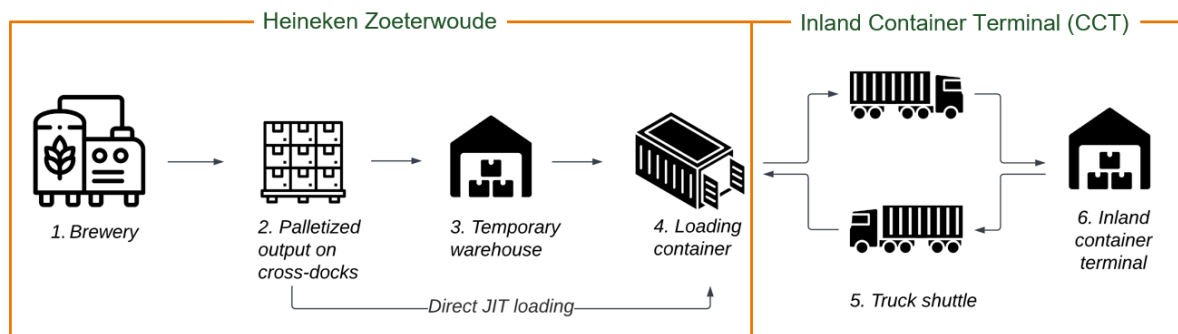 Heineken Zoeterwoude
Inland Container Terminal (CCT)
1. Brewery
2. Palletized
output on
cross-docks
3. Temporary
warehouse
4. Loading
container
5. Truck shuttle
6. Inland
container
terminal
Direct JIT loading